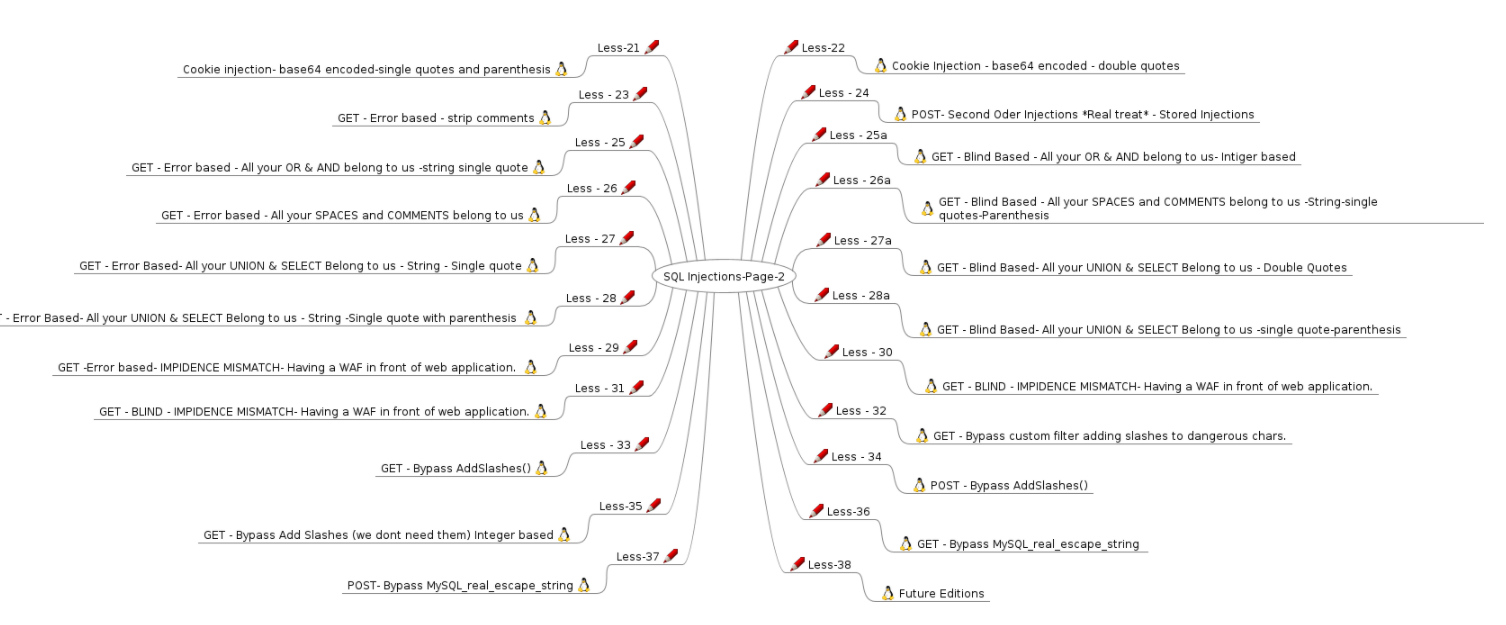 Less-21
Cookie injection- base64 encoded-single quotes and parenthesis
Less - 23
GET - Error based - strip comments
Less - 25
GET - Error based - All your OR & AND belong to us -string single quote
Less - 26
GET - Error based - All your SPACES and COMMENTS belong to us
Less - 27
GET - Error Based- All your UNION & SELECT Belong to us - String - Single quote
Less - 28
- Error Based- All your UNION & SELECT Belong to us - String -Single quote with parenthesis
Less - 29
GET -Error based- IMPIDENCE MISMATCH- Having a WAF in front of web application.
Less - 31
GET - BLIND - IMPIDENCE MISMATCH- Having a WAF in front of web application.
Less - 33
GET - Bypass AddSlashes()
Less-35
GET - Bypass Add Slashes (we dont need them) Integer based
Less-37
POST- Bypass MySQL_real_escape_string
SQL Injections-Page-2
Less-22
Cookie Injection - base64 encoded - double quotes
Less - 24
POST- Second Oder Injections *Real treat* - Stored Injections
Less - 25a
GET - Blind Based - All your OR & AND belong to us- Intiger based
Less - 26a
GET - Blind Based - All your SPACES and COMMENTS belong to us -String-single
quotes-Parenthesis
Less - 27a
GET - Blind Based- All your UNION & SELECT Belong to us - Double Quotes
Less - 28a
GET - Blind Based- All your UNION & SELECT Belong to us -single quote-parenthesis
Less - 30
GET - BLIND - IMPIDENCE MISMATCH- Having a WAF in front of web application.
Less - 32
GET - Bypass custom filter adding slashes to dangerous chars.
Less - 34
POST - Bypass AddSlashes()
Less-36
GET - Bypass MySQL_real_escape_string
Less-38
Future Editions